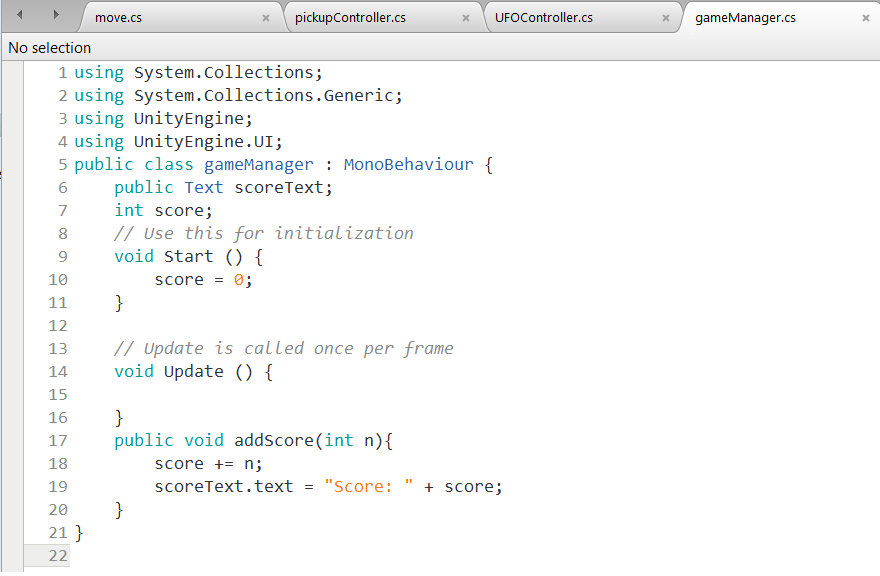 move.cs × pickupController.cs × UFOController.cs × gameManager.cs ×
No selection
1 using System.Collections;
2 using System.Collections.Generic;
3 using UnityEngine;
4 using UnityEngine.UI;
5 public class gameManager : MonoBehaviour {
6     public Text scoreText;
7     int score;
8     // Use this for initialization
9     void Start () {
10         score = 0;
11     }
12
13     // Update is called once per frame
14     void Update () {
15
16     }
17     public void addScore(int n){
18         score += n;
19         scoreText.text = "Score: " + score;
20     }
21 }
22